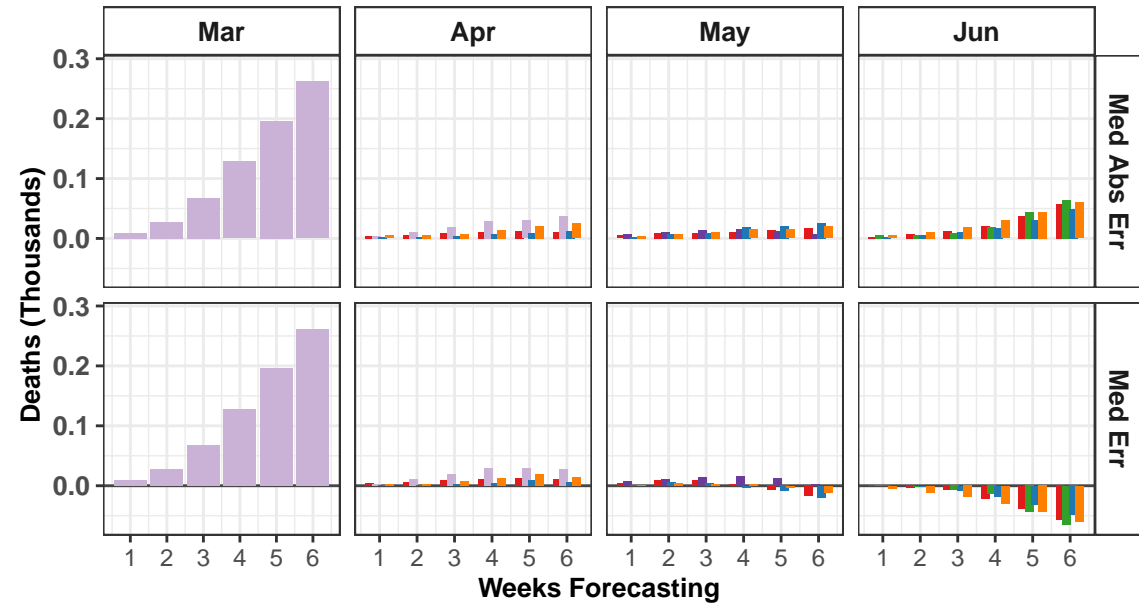 Mar Apr May Jun
0.3
0.2
0.1
0.0
Med Abs Err
0.3
0.2
0.1
0.0
Med Err
Deaths (Thousands)
1 2 3 4 5 6 1 2 3 4 5 6 1 2 3 4 5 6 1 2 3 4 5 6
Weeks Forecasting